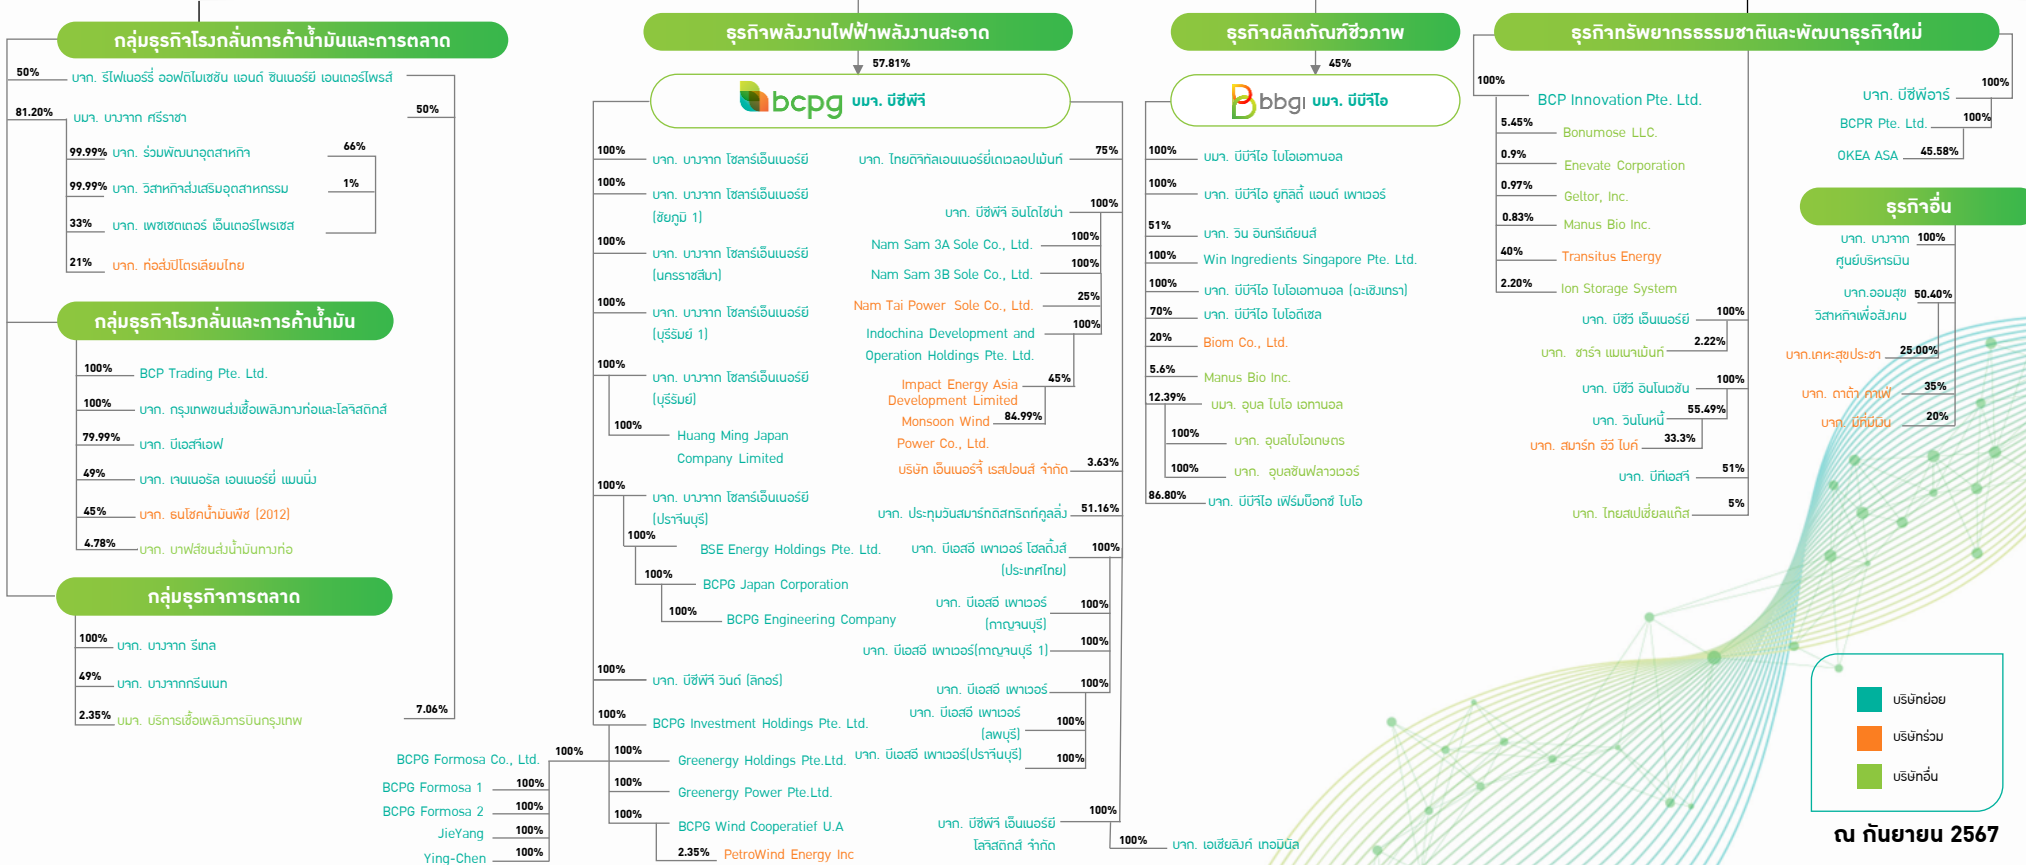 กลุ่มธุรกิจโรงกลั่นการค้าน้ำมันและการตลาด
50% บจก. รีไฟเนอร์รี่ ออฟติไมเซชัน แอนด์ ซินเนอร์ยี เอนเตอร์ไพรส์
81.20% บมจ. บางจาก ศรีราชา 50%
99.99% บจก. ร่วมพัฒนาอุตสาหกิจ 66%
99.99% บจก. วิสาหกิจส่งเสริมอุตสาหกรรม 1%
33% บจก. เพซเซตเตอร์ เอ็นเตอร์ไพรเซส
21% บจก. ท่อส่งปิโตรเลียมไทย
กลุ่มธุรกิจโรงกลั่นและการค้าน้ำมัน
100% BCP Trading Pte. Ltd.
100% บจก. กรุงเทพขนส่งเชื้อเพลิงทางท่อและโลจิสติกส์
79.99% บจก. บีเอสจีเอฟ
49% บจก. เจนเนอรัล เอนเนอร์ยี่ แมนนิ่ง
45% บจก. ธนโชคน้ำมันพืช (2012)
4.78% บจก. บาฟส์ขนส่งน้ำมันทางท่อ
กลุ่มธุรกิจการตลาด
100% บจก. บางจาก รีเทล
49% บจก. บางจากกรีนเนท
2.35% บมจ. บริการเชื้อเพลิงการบินกรุงเทพ 7.06%
ธุรกิจพลังงานไฟฟ้าพลังงานสะอาด
57.81%
bcpg บมจ. บีซีพีจี
100% บจก. บางจาก โซลาร์เอ็นเนอร์ยี
100% บจก. บางจาก โซลาร์เอ็นเนอร์ยี
(ชัยภูมิ 1)
100% บจก. บางจาก โซลาร์เอ็นเนอร์ยี
(นครราชสีมา)
100% บจก. บางจาก โซลาร์เอ็นเนอร์ยี
(บุรีรัมย์ 1)
100% บจก. บางจาก โซลาร์เอ็นเนอร์ยี
(บุรีรัมย์)
100% Huang Ming Japan
Company Limited
100% บจก. บางจาก โซลาร์เอ็นเนอร์ยี
(ปราจีนบุรี)
100% BSE Energy Holdings Pte. Ltd.
100% BCPG Japan Corporation
100% BCPG Engineering Company
100% บจก. บีซีพีจี วินด์ (ลิกอร์)
100% BCPG Investment Holdings Pte. Ltd.
BCPG Formosa Co., Ltd. 100%
BCPG Formosa 1 100%
BCPG Formosa 2 100%
JieYang 100%
Ying-Chen 100%
100% Greenergy Holdings Pte.Ltd.
100% Greenergy Power Pte.Ltd.
100% BCPG Wind Cooperatief U.A
2.35% PetroWind Energy Inc
บจก. ไทยดิจิทัลเอนเนอร์ยี่เดเวลอปเม้นท์ 75%
บจก. บีซีพีจี อินโดไชน่า 100%
Nam Sam 3A Sole Co., Ltd. 100%
Nam Sam 3B Sole Co., Ltd. 100%
Nam Tai Power Sole Co., Ltd. 25%
Indochina Development and 100%
Operation Holdings Pte. Ltd.
Impact Energy Asia 45%
Development Limited
Monsoon Wind 84.99%
Power Co., Ltd.
บริษัท เอ็นเนอร์จี้ เรสปอนส์ จำกัด 3.63%
บจก. ประทุมวันสมาร์ทดิสทริตท์คูลลิ่ง 51.16%
บจก. บีเอสอี เพาเวอร์ โฮลดิ้งส์ 100%
(ประเทศไทย)
บจก. บีเอสอี เพาเวอร์ 100%
(กาญจนบุรี)
บจก. บีเอสอี เพาเวอร์(กาญจนบุรี 1) 100%
บจก. บีเอสอี เพาเวอร์ 100%
บจก. บีเอสอี เพาเวอร์ 100%
(ลพบุรี)
บจก. บีเอสอี เพาเวอร์(ปราจีนบุรี) 100%
บจก. บีซีพีจี เอ็นเนอร์ยี 100%
โลจิสติกส์ จำกัด
100% บจก. เอเชียลิงค์ เทอมินัล
ธุรกิจผลิตภัณฑ์ชีวภาพ
45%
bbgi บมจ. บีบีจีไอ
100% บมจ. บีบีจีไอ ไบโอเอทานอล
100% บจก. บีบีจีไอ ยูทิลิตี้ แอนด์ เพาเวอร์
51% บจก. วิน อินกรีเดียนส์
100% Win Ingredients Singapore Pte. Ltd.
100% บจก. บีบีจีไอ ไบโอเอทานอล (ฉะเชิงเทรา)
70% บจก. บีบีจีไอ ไบโอดีเซล
20% Biom Co., Ltd.
5.6% Manus Bio Inc.
12.39% บมจ. อุบล ไบโอ เอทานอล
100% บจก. อุบลไบโอเกษตร
100% บจก. อุบลซันฟลาวเวอร์
86.80% บจก. บีบีจีไอ เฟิร์มบ็อกซ์ ไบโอ
ธุรกิจทรัพยากรธรรมชาติและพัฒนาธุรกิจใหม่
100% BCP Innovation Pte. Ltd.
5.45% Bonumose LLC.
0.9% Enevate Corporation
0.97% Geltor, Inc.
0.83% Manus Bio Inc.
40% Transitus Energy
2.20% Ion Storage System
บจก. บีซีวี เอ็นเนอร์ยี 100%
บจก. ชาร์จ แมเนจเม้นท์ 2.22%
บจก. บีซีวี อินโนเวชัน 100%
บจก. วินโนหนี้ 55.49%
บจก. สมาร์ท อีวี ไบค์ 33.3%
บจก. บีทีเอสจี 51%
บจก. ไทยสเปเชี่ยลแก๊ส 5%
บจก. บีซีพีอาร์ 100%
BCPR Pte. Ltd. 100%
OKEA ASA 45.58%
ธุรกิจอื่น
บจก. บางจาก 100%
ศูนย์บริหารเงิน
บจก.ออมสุข 50.40%
วิสาหกิจเพื่อสังคม
บจก.เคหะสุขประชา 25.00%
บจก. ดาต้า คาเฟ่ 35%
บจก. มีที่มีเงิน 20%
บริษัทย่อย
บริษัทร่วม
บริษัทอื่น
ณ กันยายน 2567